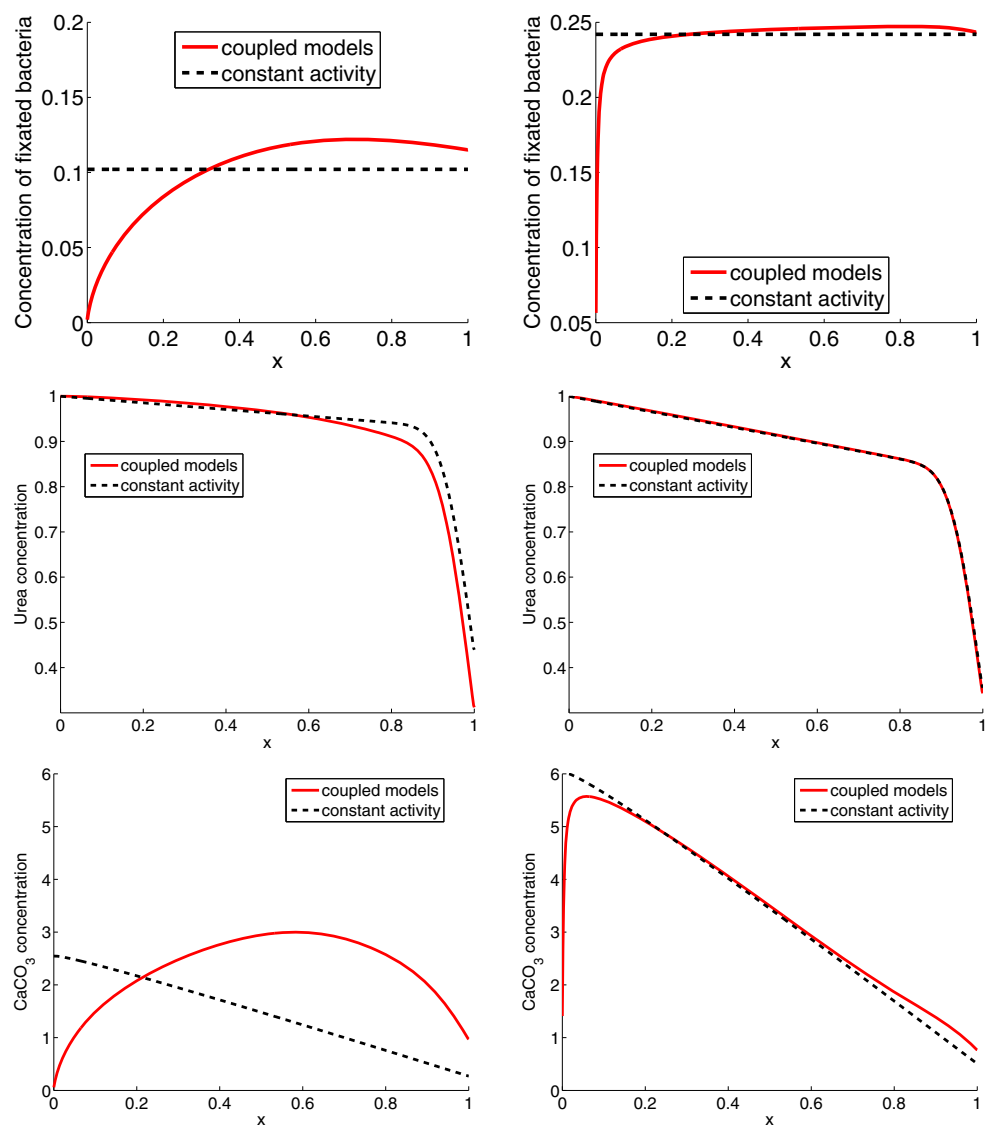 0.2
0.15
0.1
0.05
0
Concentration of fixated bacteria
coupled models
constant activity
0 0.2 0.4 0.6 0.8 1
x
0.25
0.2
0.15
0.1
0.05
Concentration of fixated bacteria
coupled models
constant activity
0 0.2 0.4 0.6 0.8 1
x
1
0.9
0.8
0.7
0.6
0.5
0.4
Urea concentration
coupled models
constant activity
0 0.2 0.4 0.6 0.8 1
x
1
0.9
0.8
0.7
0.6
0.5
0.4
Urea concentration
coupled models
constant activity
0 0.2 0.4 0.6 0.8 1
x
6
5
4
3
2
1
0
CaCO₃ concentration
coupled models
constant activity
0 0.2 0.4 0.6 0.8 1
x
6
5
4
3
2
1
0
CaCO₃ concentration
coupled models
constant activity
0 0.2 0.4 0.6 0.8 1
x